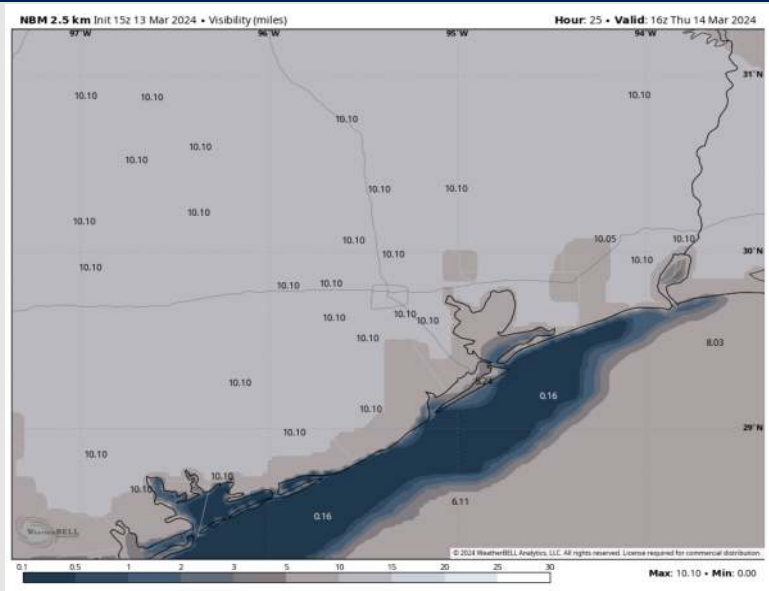 NBM 2.5 km Init 15z 13 Mar 2024 • Visibility (miles)
Hour: 25 • Valid: 16z Thu 14 Mar 2024
97°W 96°W 95°W 94°W
31°N
10.10 10.10 10.10
10.10
10.10
10.10
10.10 10.10
10.10
10.10
10.10 10.05 10.10
30°N
10.10 10.10
10.10
10.10 10.10
10.10 10.10 10.10
10.10 8.03
10.10 8.24
0.16
10.10
10.10 29°N
10.10
10.10
10.10
6.11
0.16
WeatherBELL
© 2024 WeatherBELL Analytics, LLC. All rights reserved. License required for commercial distribution.
0.1 0.5 1 2 3 5 10 15 20 25 30
Max: 10.10 • Min: 0.00